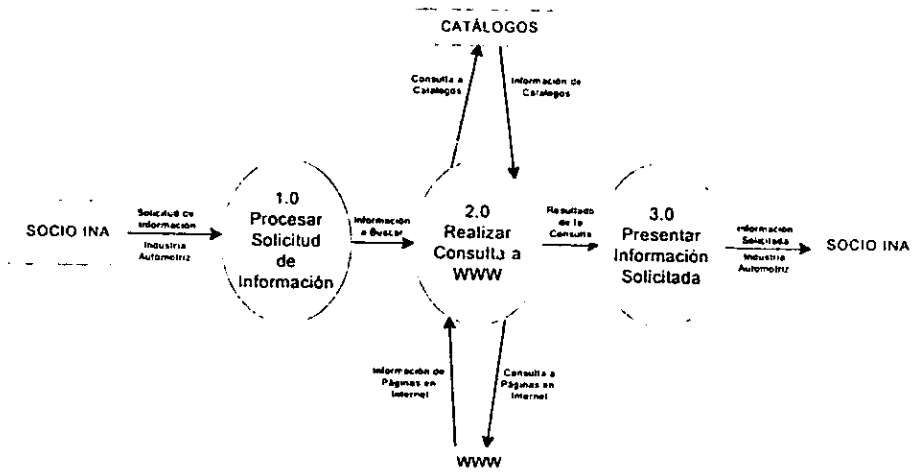 CATÁLOGOS
Consulta a
Catalogos
Información de
Catalogos
SOCIO INA
Solicitud de
Información
Industria
Automotriz
1.0
Procesar
Solicitud
de
Información
Información
a Buscar
2.0
Realizar
Consulta a
WWW
Resultado
de la
Consulta
3.0
Presentar
Información
Solicitada
Información
Solicitada
Industria
Automotriz
SOCIO INA
Información de
Páginas en
Internet
Consulta a
Páginas en
Internet
WWW